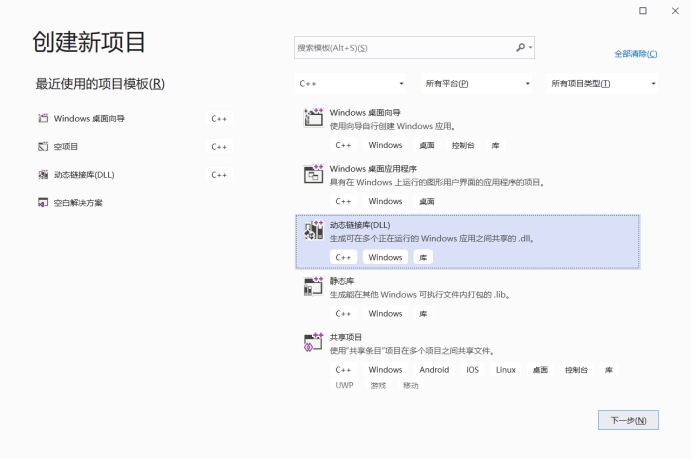 创建新项目
搜索模板(Alt+S)(S)
全部清除(C)
最近使用的项目模板(R)
C++
所有平台(P)
所有项目类型(T)
Windows 桌面向导
C++
空项目
C++
动态链接库(DLL)
C++
空白解决方案
Windows 桌面向导
使用向导自行创建 Windows 应用。
C++ Windows 桌面 控制台 库
Windows 桌面应用程序
具有在 Windows 上运行的图形用户界面的应用程序的项目。
C++ Windows 桌面
动态链接库(DLL)
生成可在多个正在运行的 Windows 应用之间共享的 .dll。
C++ Windows 库
静态库
生成能在其他 Windows 可执行文件内打包的 .lib。
C++ Windows 库
共享项目
使用“共享条目”项目在多个项目之间共享文件。
C++ Windows Android iOS Linux 桌面 控制台 库
UWP 游戏 移动
下一步(N)